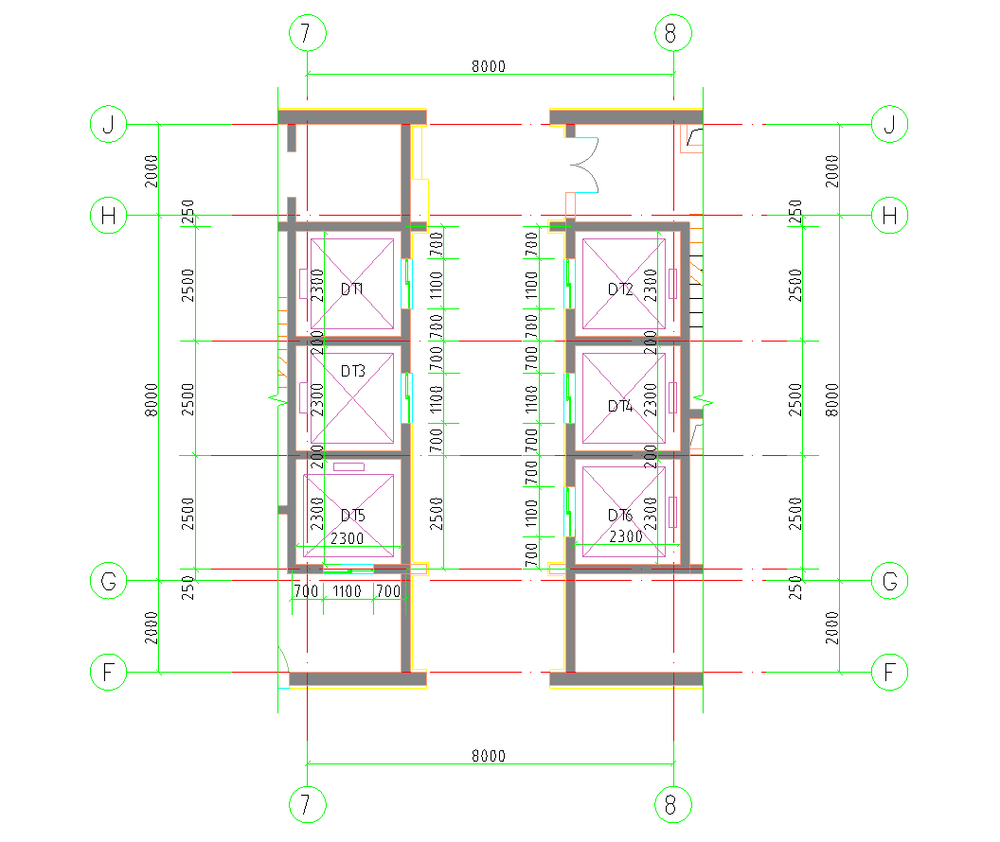 7 8
8000
J J
2000 2000
H H
250 250
700 700
2500 2300 1100 1100 2300 2500
DT1 DT2
700 700
200 200
700 700
DT3
8000 2500 2300 1100 1100 2300 2500 8000
DT4
700 700
200 200
700
2500 2300 2500 1100 2300 2500
DT5 DT6
2300 2300
700
G G
250 250
700 1100 700
2000 2000
F F
8000
7 8